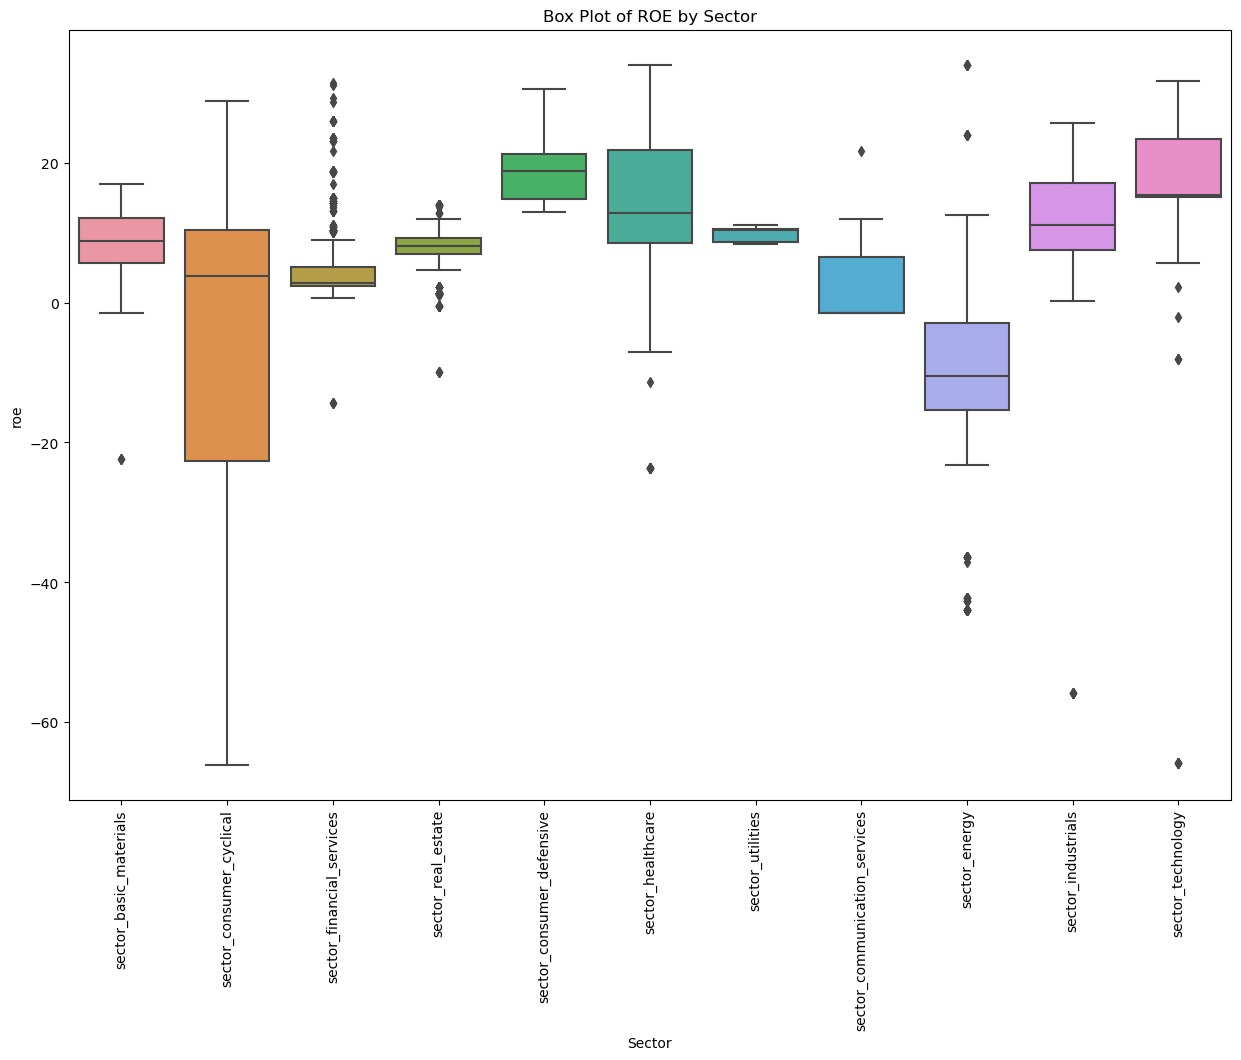 Box Plot of ROE by Sector
roe
20
0
−20
−40
−60
sector_basic_materials
sector_consumer_cyclical
sector_financial_services
sector_real_estate
sector_consumer_defensive
sector_healthcare
sector_utilities
sector_communication_services
sector_energy
sector_industrials
sector_technology
Sector